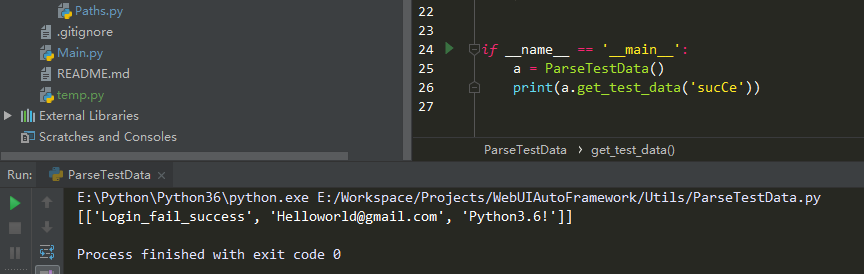 Paths.py
.gitignore
Main.py
README.md
temp.py
External Libraries
Scratches and Consoles
22
23
24 if __name__ == '__main__':
25 a = ParseTestData()
26 print(a.get_test_data('sucCe'))
27
ParseTestData › get_test_data()
Run: ParseTestData ×
E:\Python\Python36\python.exe E:/Workspace/Projects/WebUIAutoFramework/Utils/ParseTestData.py
[['Login_fail_success', 'Helloworld@gmail.com', 'Python3.6!']]
Process finished with exit code 0